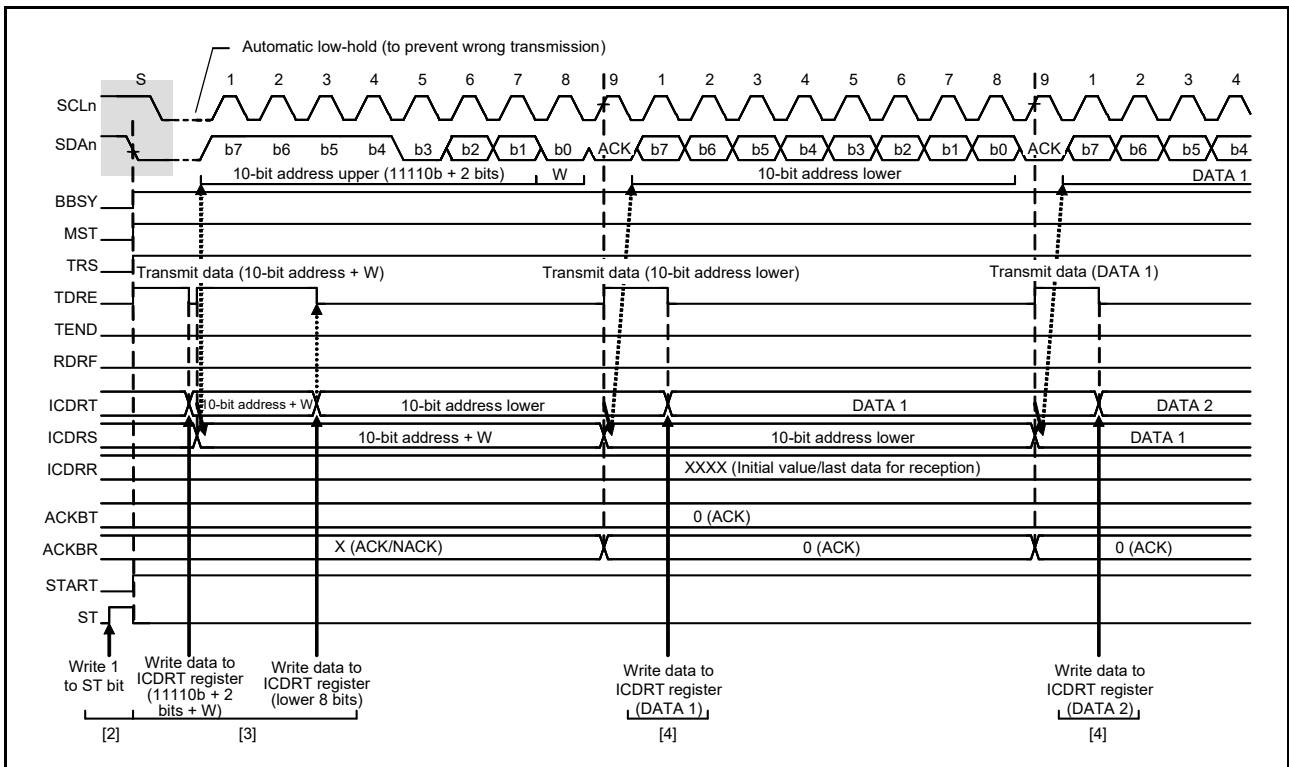 Automatic low-hold (to prevent wrong transmission)
S 1 2 3 4 5 6 7 8 9 1 2 3 4 5 6 7 8 9 1 2 3 4
SCLn
SDAn b7 b6 b5 b4 b3 b2 b1 b0 ACK b7 b6 b5 b4 b3 b2 b1 b0 ACK b7 b6 b5 b4
10-bit address upper (11110b + 2 bits) W 10-bit address lower DATA 1
BBSY
MST
TRS
Transmit data (10-bit address + W) Transmit data (10-bit address lower) Transmit data (DATA 1)
TDRE
TEND
RDRF
ICDRT 10-bit address + W 10-bit address lower DATA 1 DATA 2
ICDRS 10-bit address + W 10-bit address lower DATA 1
ICDRR XXXX (Initial value/last data for reception)
ACKBT 0 (ACK)
ACKBR X (ACK/NACK) 0 (ACK) 0 (ACK)
START
ST
Write 1
to ST bit
Write data to
ICDRT register
(11110b + 2
bits + W)
Write data to
ICDRT register
(lower 8 bits)
Write data to
ICDRT register
(DATA 1)
Write data to
ICDRT register
(DATA 2)
[2] [3] [4] [4]